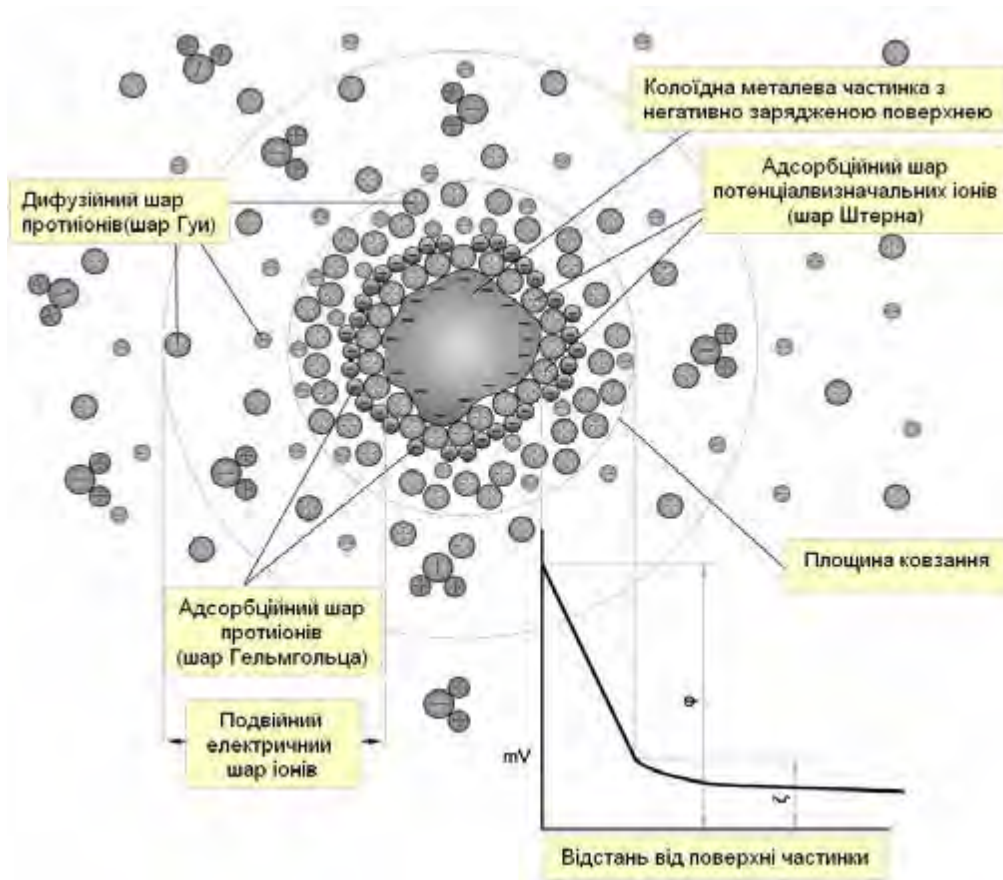 Колоїдна металева частинка з
негативно зарядженою поверхнею
Адсорбційний шар
потенціалвизначальних іонів
(шар Штерна)
Дифузійний шар
протиіонів(шар Гуи)
Площина ковзання
Адсорбційний шар
протиіонів
(шар Гельмгольца)
Подвійний
електричний
шар іонів
mV
φ
ζ
Відстань від поверхні частинки